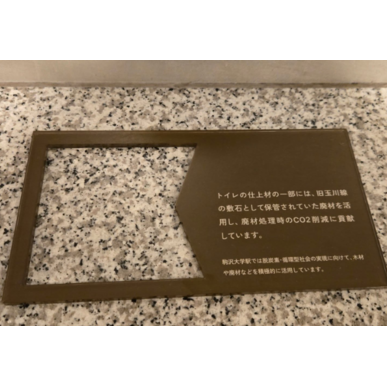 トイレの仕上材の一部には、旧玉川線
の敷石として保管されていた廃材を活
用し、廃材処理時のCO2削減に貢献
しています。
駒沢大学駅では脱炭素・循環型社会の実現に向けて、木材
や廃材などを積極的に活用しています。